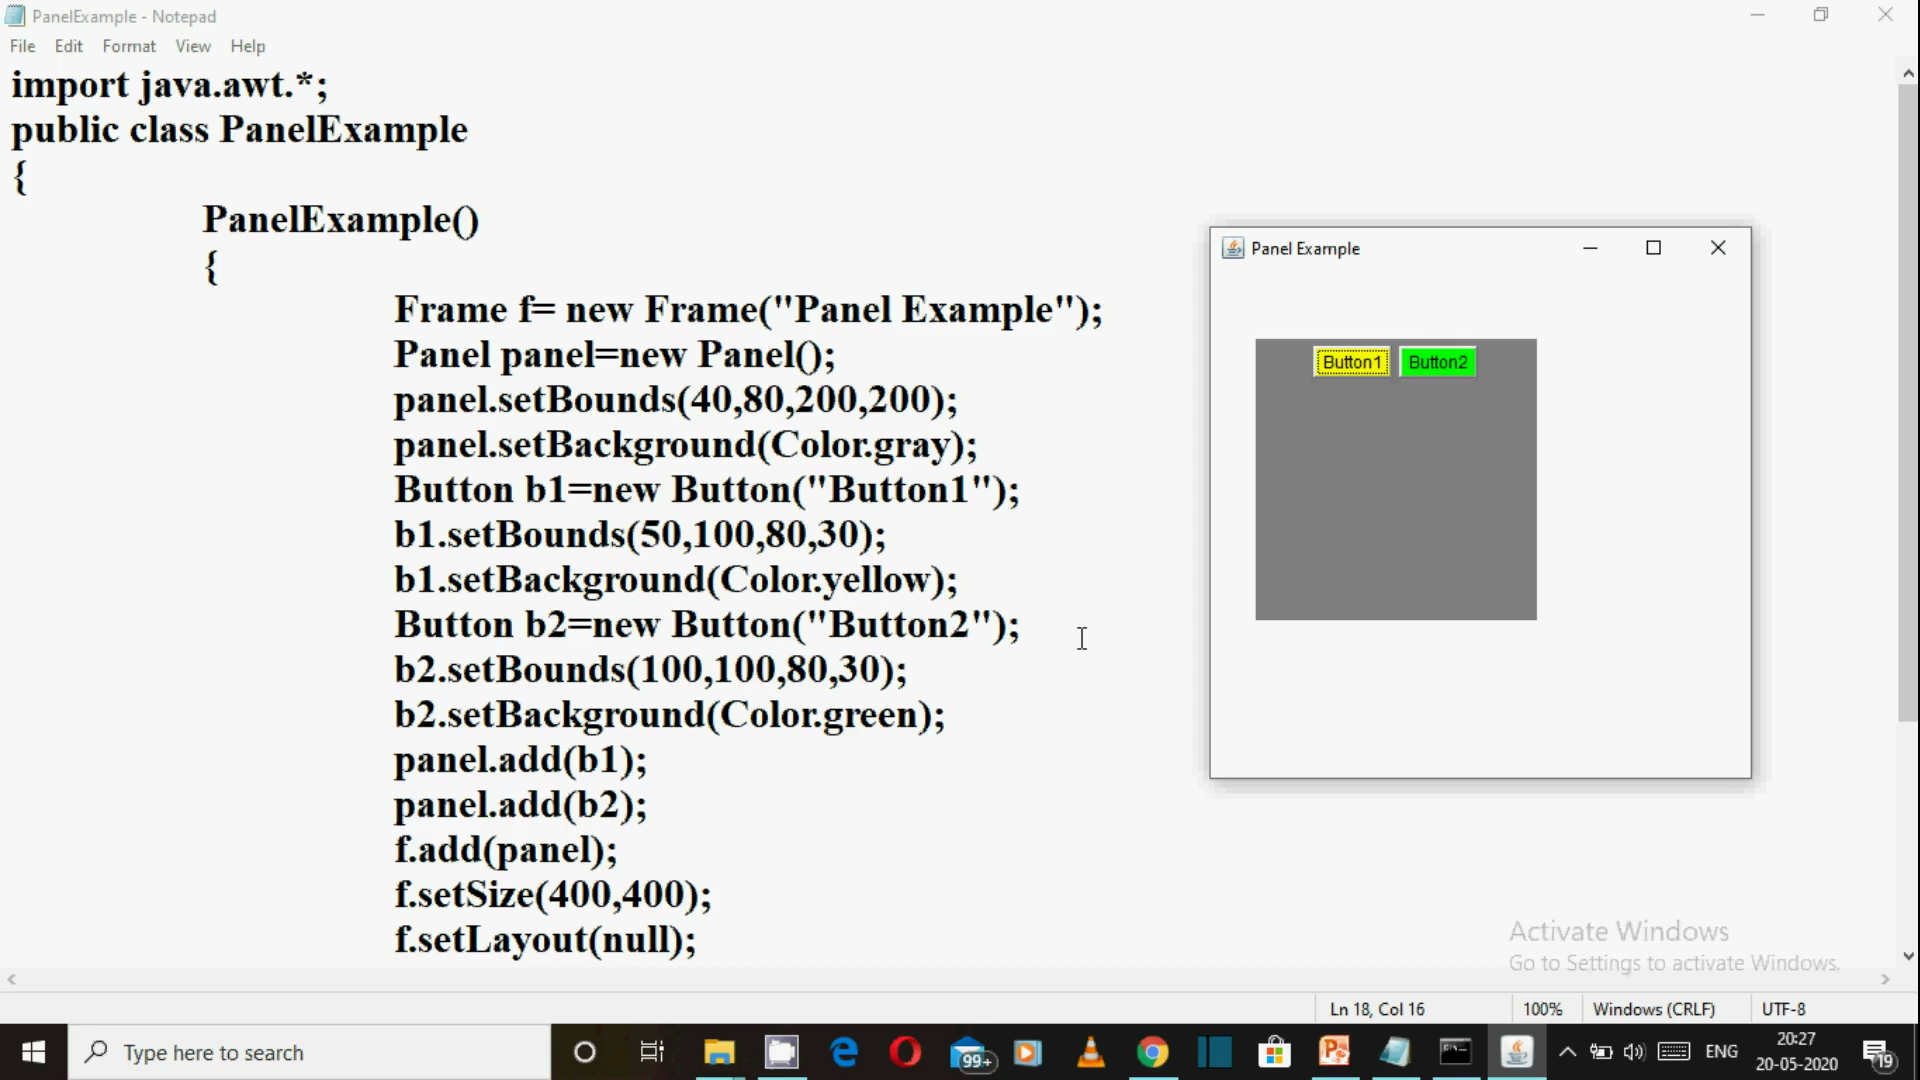 PanelExample - Notepad
File Edit Format View Help
import java.awt.*;
public class PanelExample
{
PanelExample()
{
Frame f= new Frame("Panel Example");
Panel panel=new Panel();
panel.setBounds(40,80,200,200);
panel.setBackground(Color.gray);
Button b1=new Button("Button1");
b1.setBounds(50,100,80,30);
b1.setBackground(Color.yellow);
Button b2=new Button("Button2");
b2.setBounds(100,100,80,30);
b2.setBackground(Color.green);
panel.add(b1);
panel.add(b2);
f.add(panel);
f.setSize(400,400);
f.setLayout(null);
Panel Example
Button1 Button2
Activate Windows
Go to Settings to activate Windows.
Ln 18, Col 16 100% Windows (CRLF) UTF-8
Type here to search
99+
ENG
20:27
20-05-2020
19